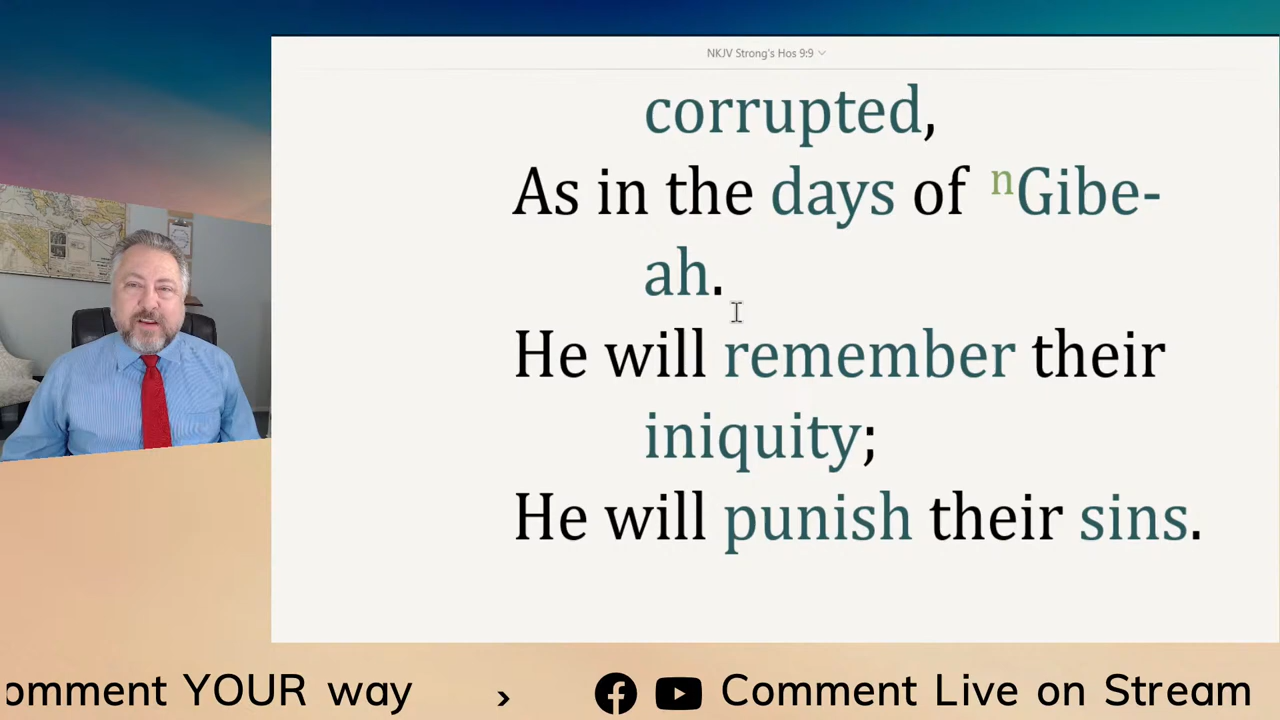 NKJV Strong's Hos 9:9
corrupted,
As in the days of nGibe-
ah.
He will remember their
iniquity;
He will punish their sins.
omment YOUR way › Comment Live on Stream